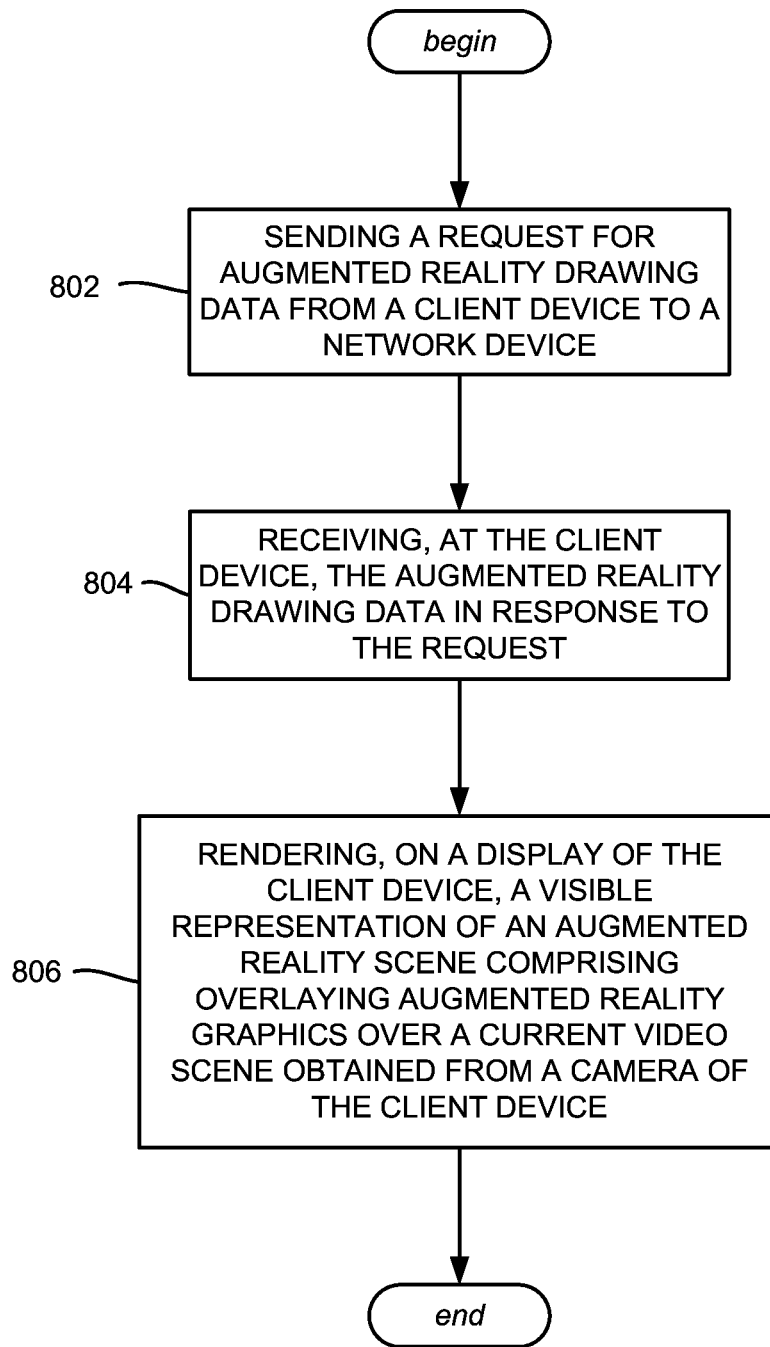 begin
802
SENDING A REQUEST FOR
AUGMENTED REALITY DRAWING
DATA FROM A CLIENT DEVICE TO A
NETWORK DEVICE
804
RECEIVING, AT THE CLIENT
DEVICE, THE AUGMENTED REALITY
DRAWING DATA IN RESPONSE TO
THE REQUEST
806
RENDERING, ON A DISPLAY OF THE
CLIENT DEVICE, A VISIBLE
REPRESENTATION OF AN AUGMENTED
REALITY SCENE COMPRISING
OVERLAYING AUGMENTED REALITY
GRAPHICS OVER A CURRENT VIDEO
SCENE OBTAINED FROM A CAMERA OF
THE CLIENT DEVICE
end